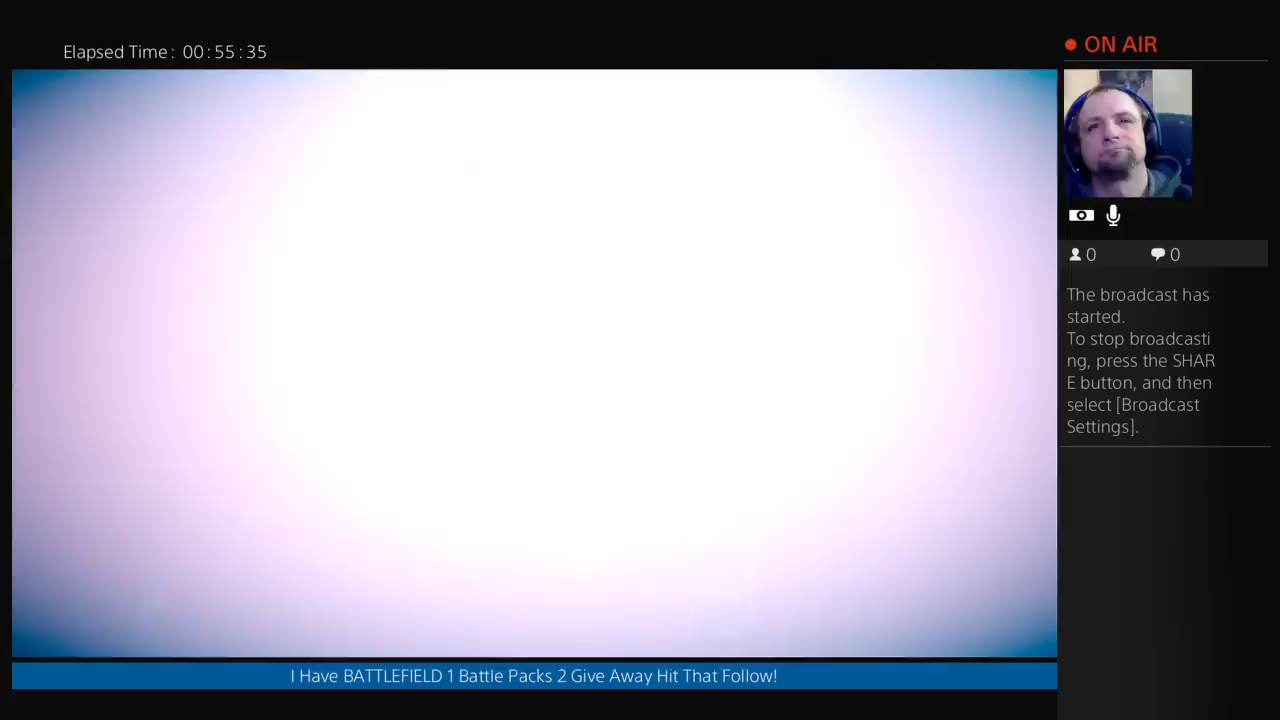 Elapsed Time: 00:55:35
ON AIR
0 0
The broadcast has
started.
To stop broadcasti
ng, press the SHAR
E button, and then
select [Broadcast
Settings].
I Have BATTLEFIELD 1 Battle Packs 2 Give Away Hit That Follow!